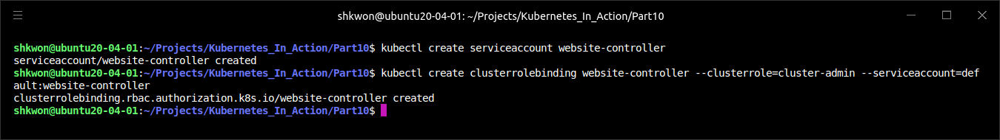 shkwon@ubuntu20-04-01: ~/Projects/Kubernetes_In_Action/Part10
shkwon@ubuntu20-04-01:~/Projects/Kubernetes_In_Action/Part10$ kubectl create serviceaccount website-controller
serviceaccount/website-controller created
shkwon@ubuntu20-04-01:~/Projects/Kubernetes_In_Action/Part10$ kubectl create clusterrolebinding website-controller --clusterrole=cluster-admin --serviceaccount=def
ault:website-controller
clusterrolebinding.rbac.authorization.k8s.io/website-controller created
shkwon@ubuntu20-04-01:~/Projects/Kubernetes_In_Action/Part10$